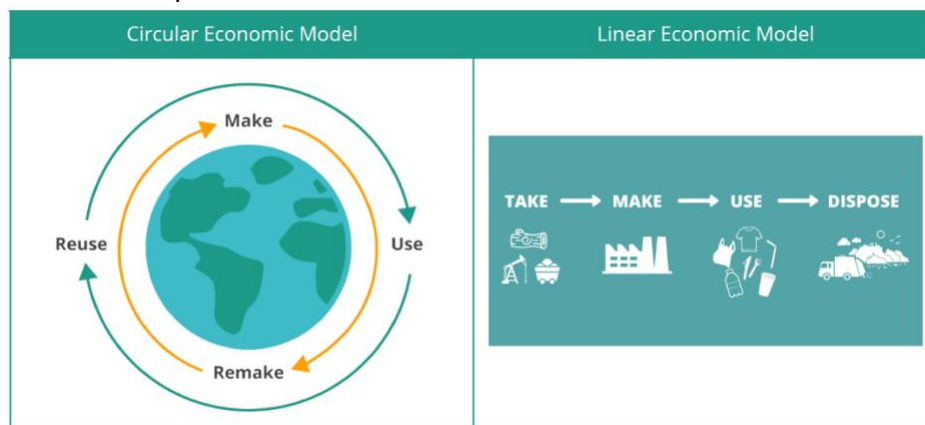 Circular Economic Model
Linear Economic Model
Make
Reuse
Use
Remake
TAKE → MAKE → USE → DISPOSE